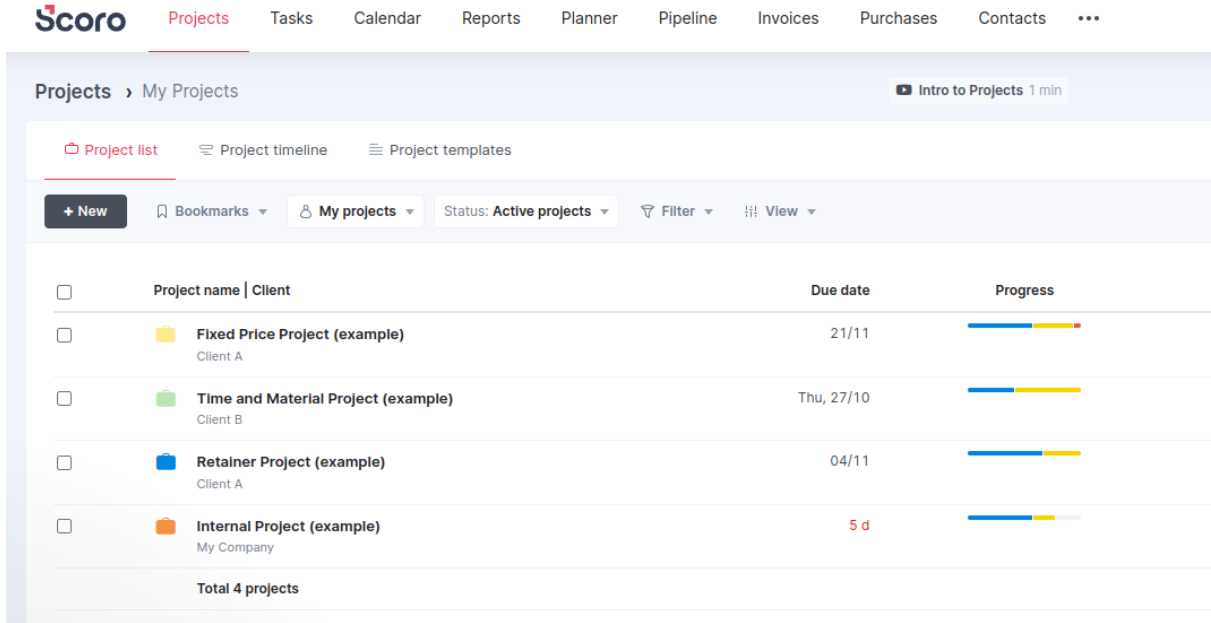 Scoro Projects Tasks Calendar Reports Planner Pipeline Invoices Purchases Contacts •••
Projects › My Projects Intro to Projects 1 min
Project list Project timeline Project templates
+ New Bookmarks My projects Status: Active projects Filter View
Project name | Client Due date Progress
Fixed Price Project (example) 21/11
Client A
Time and Material Project (example) Thu, 27/10
Client B
Retainer Project (example) 04/11
Client A
Internal Project (example) 5 d
My Company
Total 4 projects